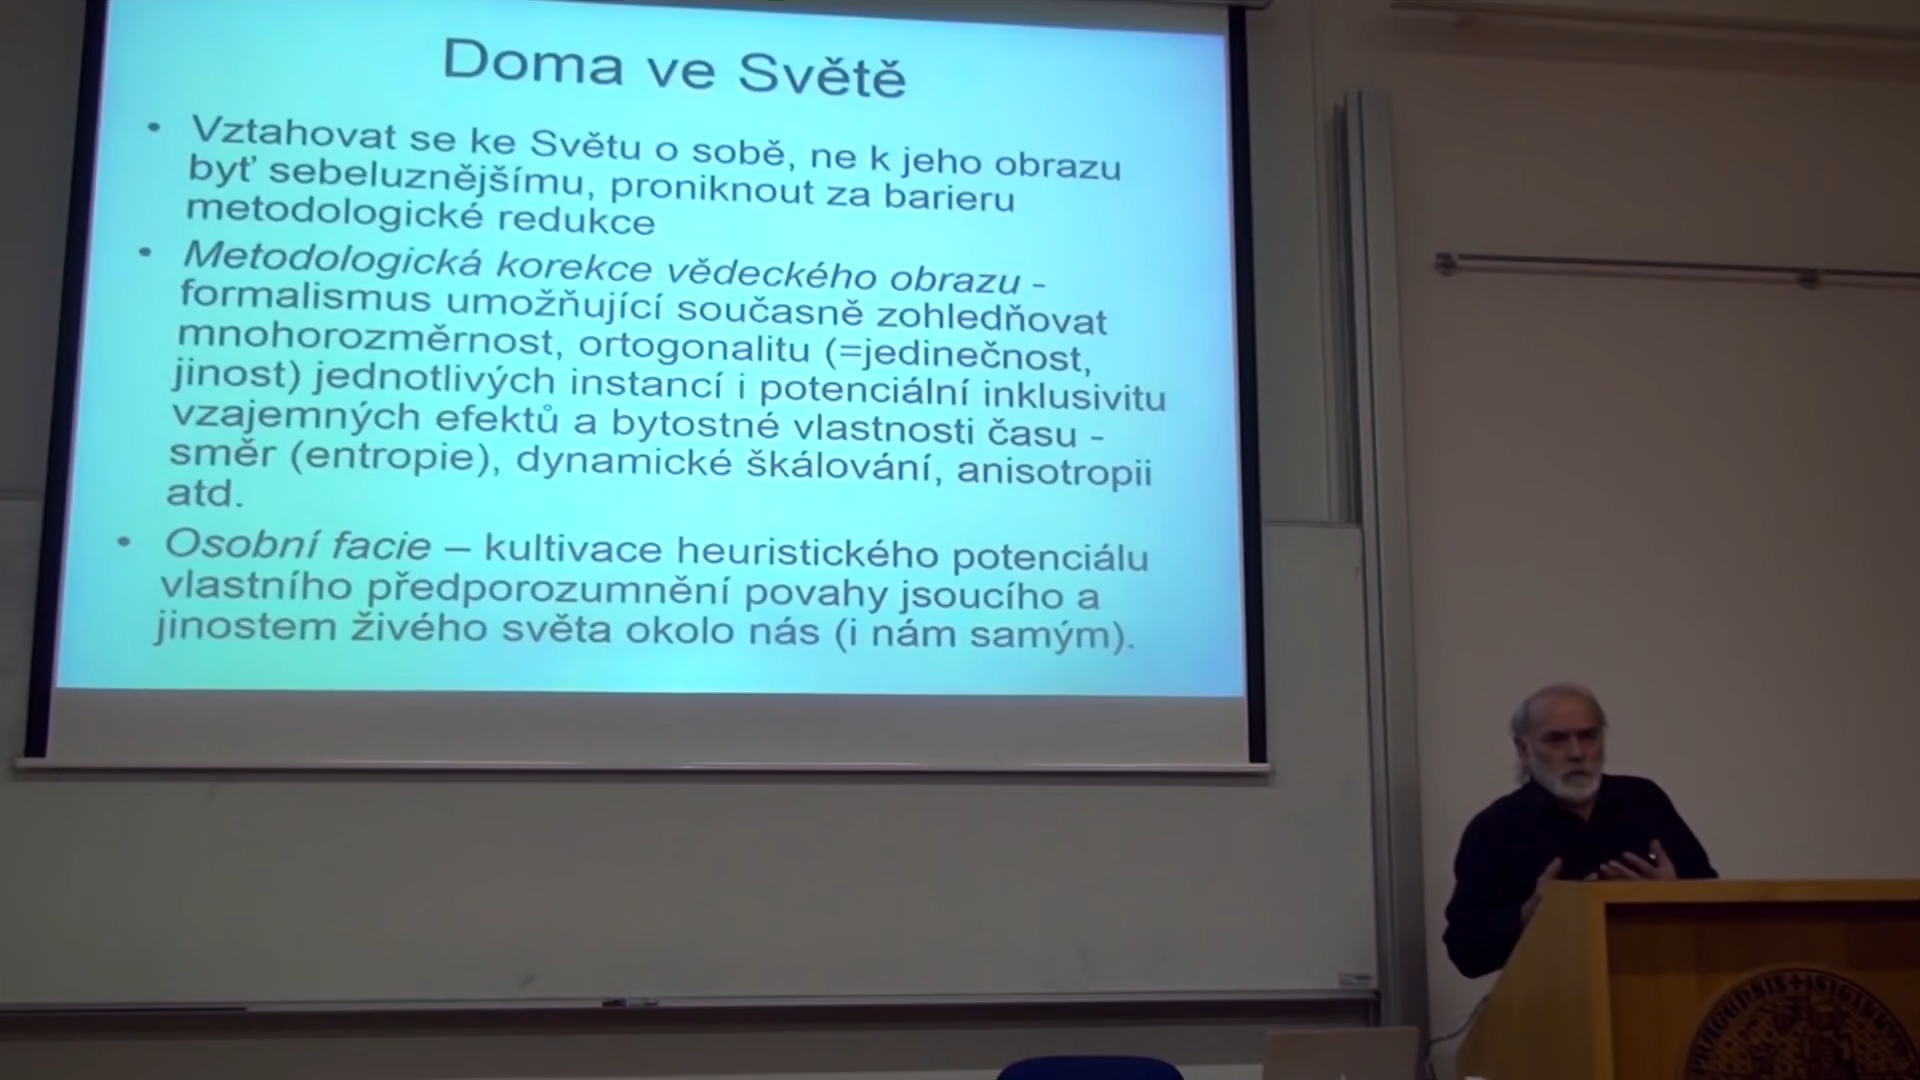 Doma ve Světě
• Vztahovat se ke Světu o sobě, ne k jeho obrazu
byť sebeluznějšímu, proniknout za barieru
metodologické redukce
• Metodologická korekce vědeckého obrazu -
formalismus umožňující současně zohledňovat
mnohorozměrnost, ortogonalitu (=jedinečnost,
jinost) jednotlivých instancí i potenciální inklusivitu
vzajemných efektů a bytostné vlastnosti času -
směr (entropie), dynamické škálování, anisotropii
atd.
• Osobní facie – kultivace heuristického potenciálu
vlastního předporozumnění povahy jsoucího a
jinostem živého světa okolo nás (i nám samým).